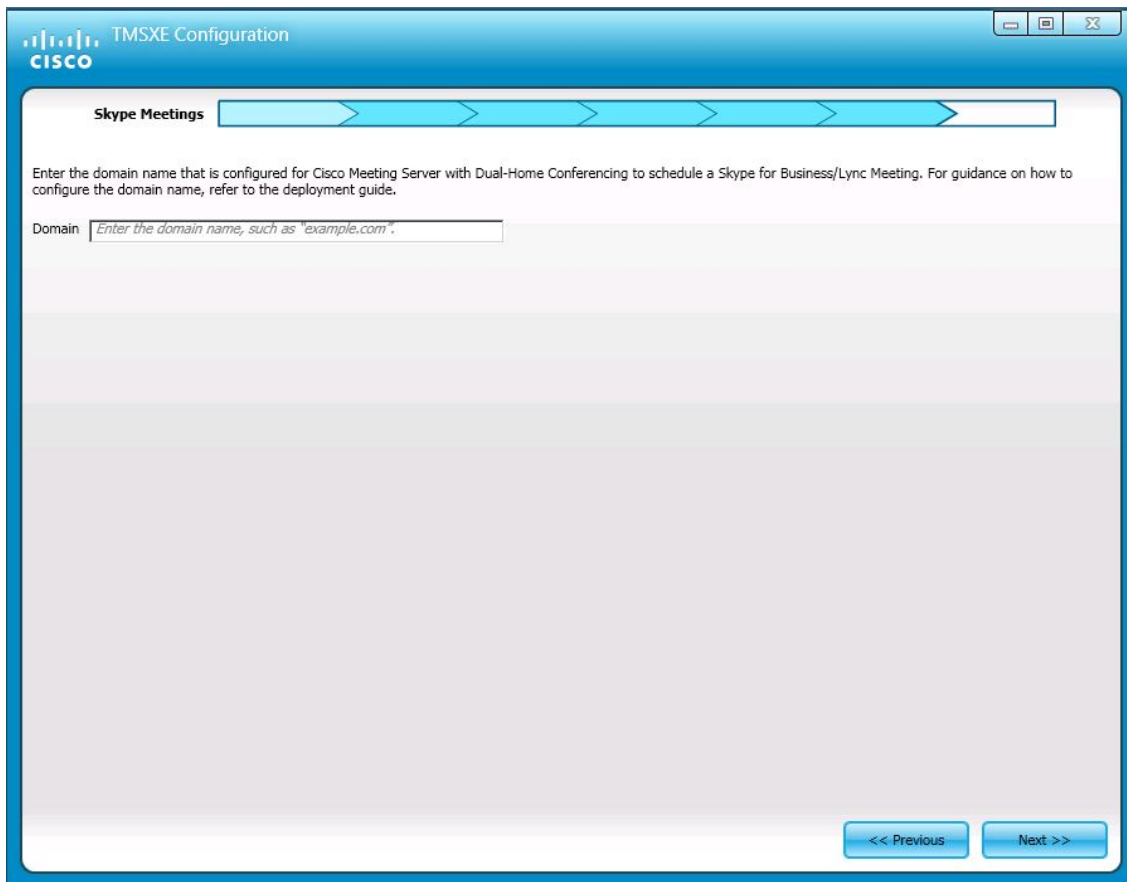 TMSXE Configuration
CISCO
Skype Meetings
Enter the domain name that is configured for Cisco Meeting Server with Dual-Home Conferencing to schedule a Skype for Business/Lync Meeting. For guidance on how to
configure the domain name, refer to the deployment guide.
Domain Enter the domain name, such as "example.com".
<< Previous Next >>